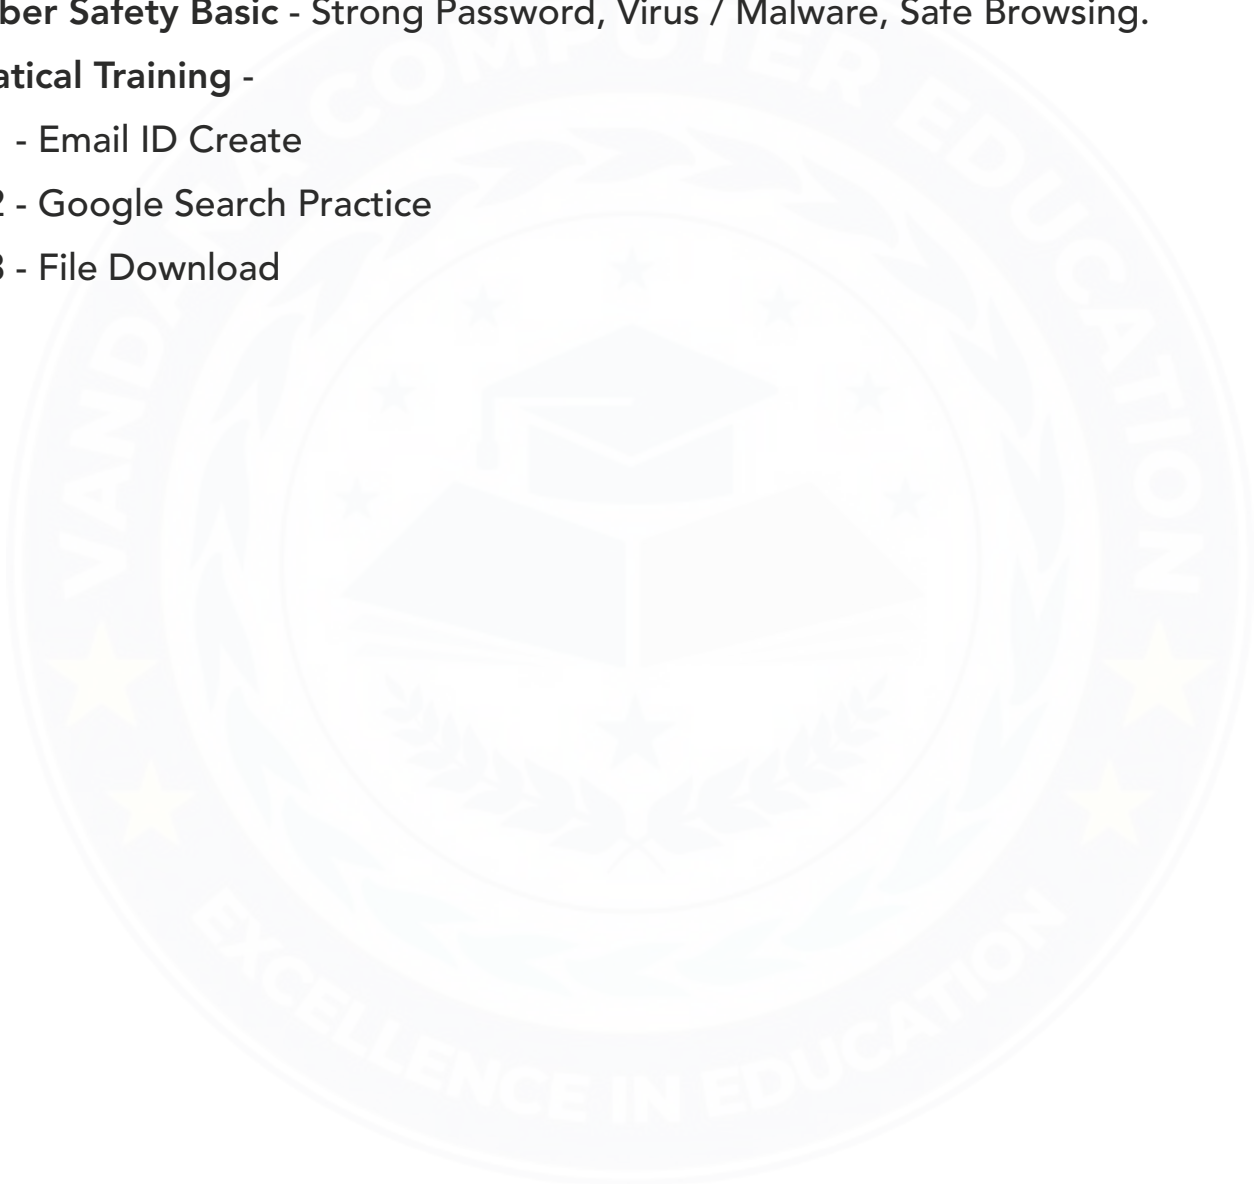 ber Safety Basic - Strong Password, Virus / Malware, Safe Browsing.
atical Training -
- Email ID Create
2 - Google Search Practice
3 - File Download
COMPUTER EDUCATION
EXCELLENCE IN EDUCATION